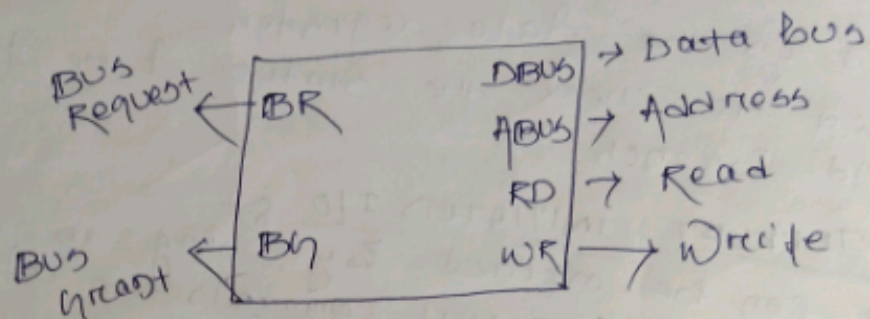 Bus
Request
BR
DBUS
Data bus
ABUS
Address
RD
Read
Bus
Grant
BG
WR
Write